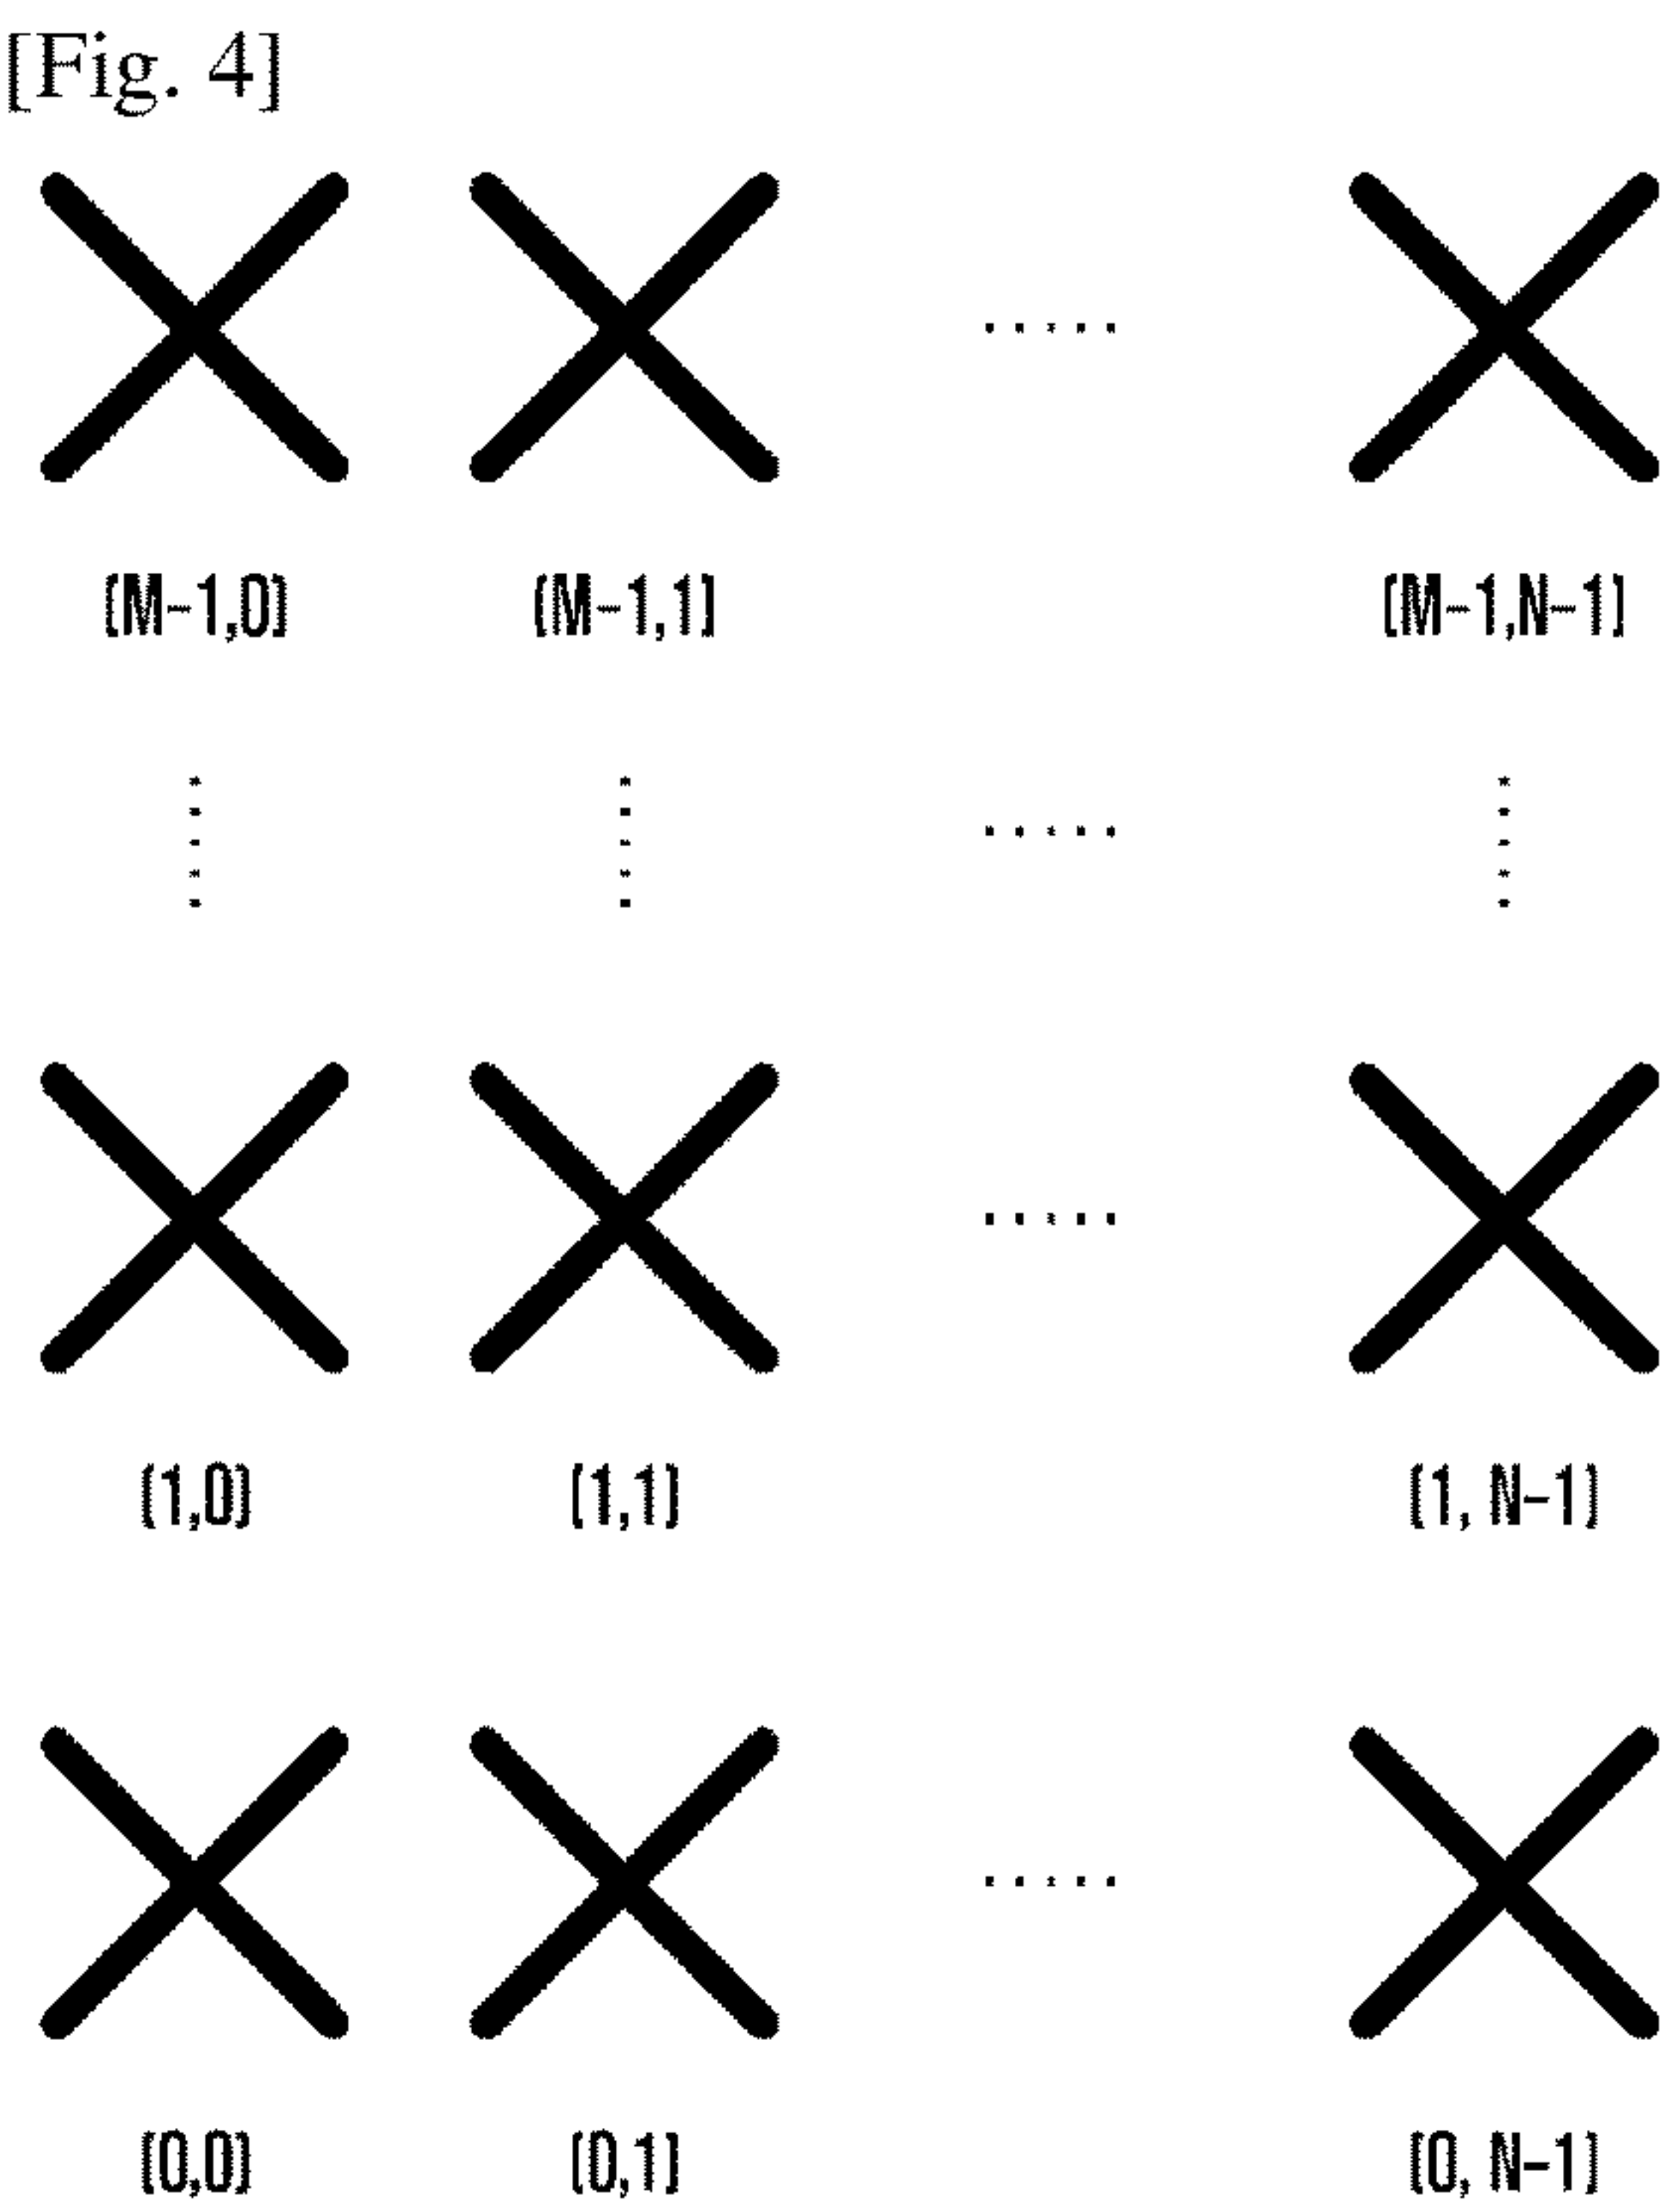 [Fig. 4]
(M-1,0) (M-1,1) (M-1,N-1)
(1,0) (1,1) (1, N-1)
(0,0) (0,1) (0, N-1)